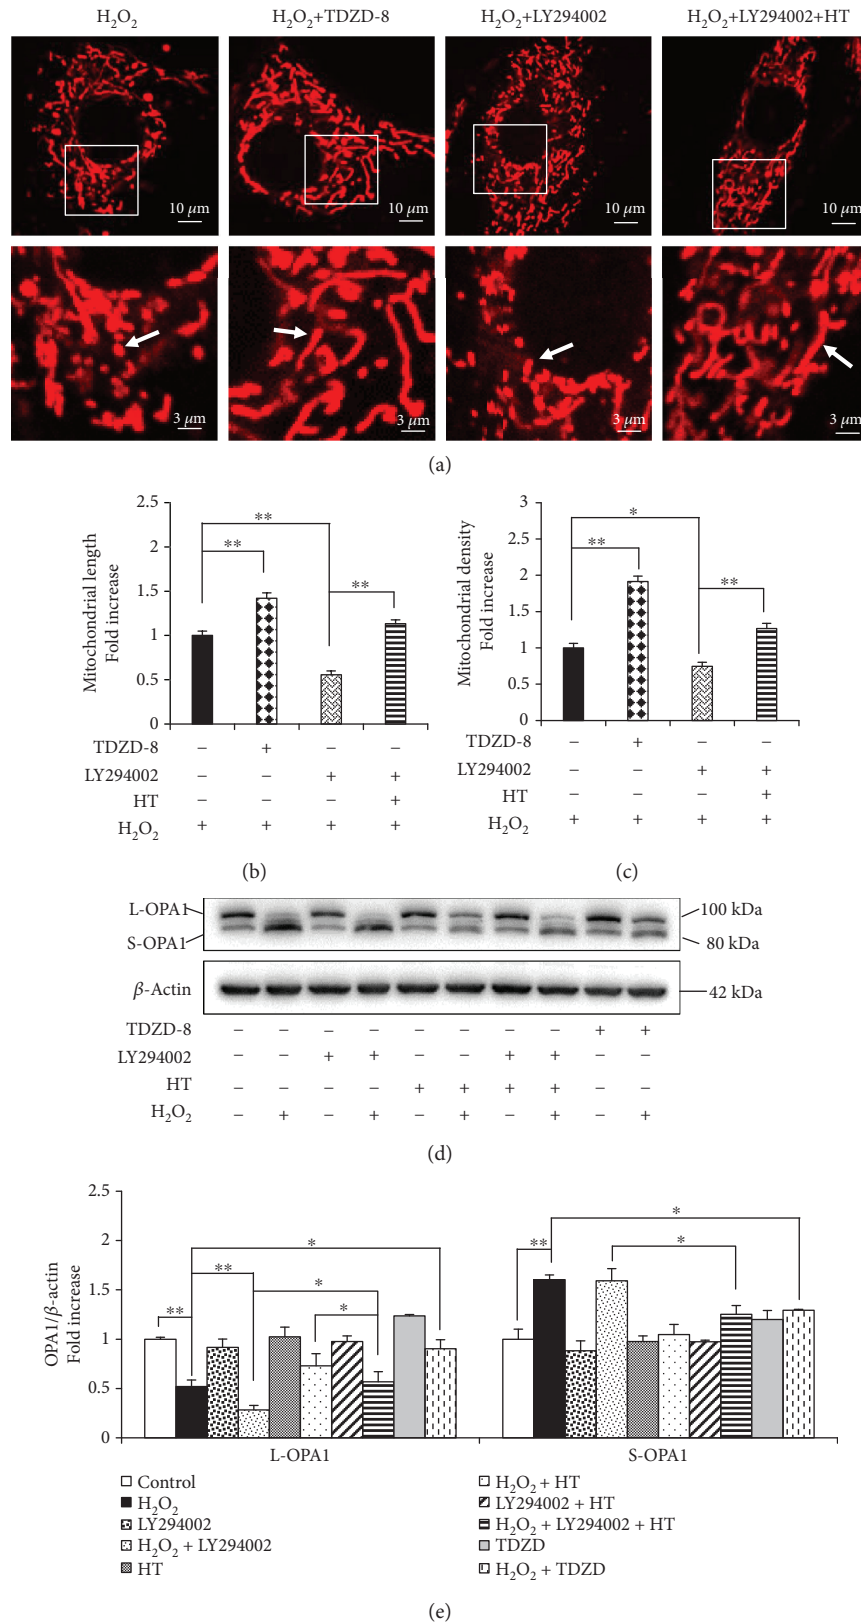 H₂O₂ H₂O₂+TDZD-8 H₂O₂+LY294002 H₂O₂+LY294002+HT
10 μm 10 μm 10 μm 10 μm
3 μm 3 μm 3 μm 3 μm
(a)
Mitochondrial length
Fold increase
2.5
2
1.5
1
0.5
0
** ** **
TDZD-8 − + − −
LY294002 − − + +
HT − − − +
H₂O₂ + + + +
(b)
Mitochondrial density
Fold increase
3
2.5
2
1.5
1
0.5
0
* ** **
TDZD-8 − + − −
LY294002 − − + +
HT − − − +
H₂O₂ + + + +
(c)
L-OPA1 100 kDa
S-OPA1 80 kDa
β-Actin 42 kDa
TDZD-8 − − − − − − − − + +
LY294002 − − + + − − + + − −
HT − − − − + + + + − −
H₂O₂ − + − + − + − + − +
(d)
OPA1/β-actin
Fold increase
2.5
2
1.5
1
0.5
0
** ** * * *
** * *
L-OPA1 S-OPA1
Control
H₂O₂
LY294002
H₂O₂ + LY294002
HT
H₂O₂ + HT
LY294002 + HT
H₂O₂ + LY294002 + HT
TDZD
H₂O₂ + TDZD
(e)